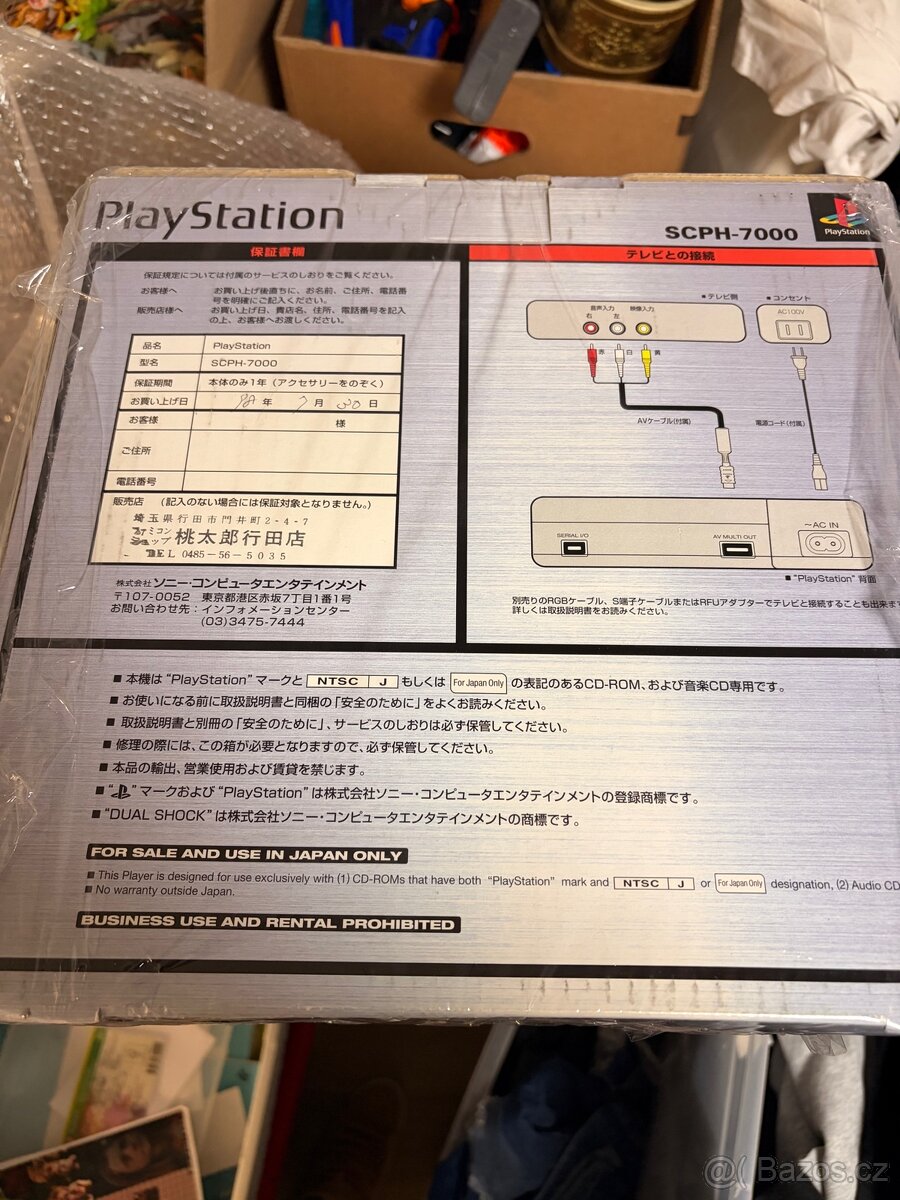 PlayStation
SCPH-7000
PlayStation
保証書欄
保証規定については付属のサービスのしおりをご覧ください。
お客様へ お買い上げ後直ちに、お名前、ご住所、電話番
号を明確にご記入ください。
販売店様へ お買い上げ日、貴店名、住所、電話番号を記入
の上、お客様へお渡しください。
品名 PlayStation
型名 SCPH-7000
保証期間 本体のみ1年（アクセサリーをのぞく）
お買い上げ日 年 7月 30日
お客様 様
ご住所
電話番号
販売店 （記入のない場合には保証対象となりません。）
埼玉県行田市門井町2-4-7
ファミコン
ショップ 桃太郎行田店
TEL 0485-56-5035
株式会社 ソニー・コンピュータエンタテインメント
〒107-0052 東京都港区赤坂7丁目1番1号
お問い合わせ先：インフォメーションセンター
(03)3475-7444
テレビとの接続
■テレビ側
■コンセント
音声入力 映像入力
右 左
AC100V
赤 白 黄
AVケーブル(付属)
電源コード(付属)
SERIAL I/O
AV MULTI OUT
～AC IN
■"PlayStation" 背面
別売りのRGBケーブル、S端子ケーブルまたはRFUアダプターでテレビと接続することも出来ま
詳しくは取扱説明書をお読みください。
■本機は"PlayStation"マークと NTSC J もしくは For Japan Only の表記のあるCD-ROM、および音楽CD専用です。
■お使いになる前に取扱説明書と同梱の「安全のために」をよくお読みください。
■取扱説明書と別冊の「安全のために」、サービスのしおりは必ず保管してください。
■修理の際には、この箱が必要となりますので、必ず保管してください。
■本品の輸出、営業使用および賃貸を禁じます。
■" "マークおよび"PlayStation"は株式会社ソニー・コンピュータエンタテインメントの登録商標です。
■"DUAL SHOCK"は株式会社ソニー・コンピュータエンタテインメントの商標です。
FOR SALE AND USE IN JAPAN ONLY
■This Player is designed for use exclusively with (1) CD-ROMs that have both "PlayStation" mark and NTSC J or For Japan Only designation, (2) Audio CD
■No warranty outside Japan.
BUSINESS USE AND RENTAL PROHIBITED
@( Bazos.cz